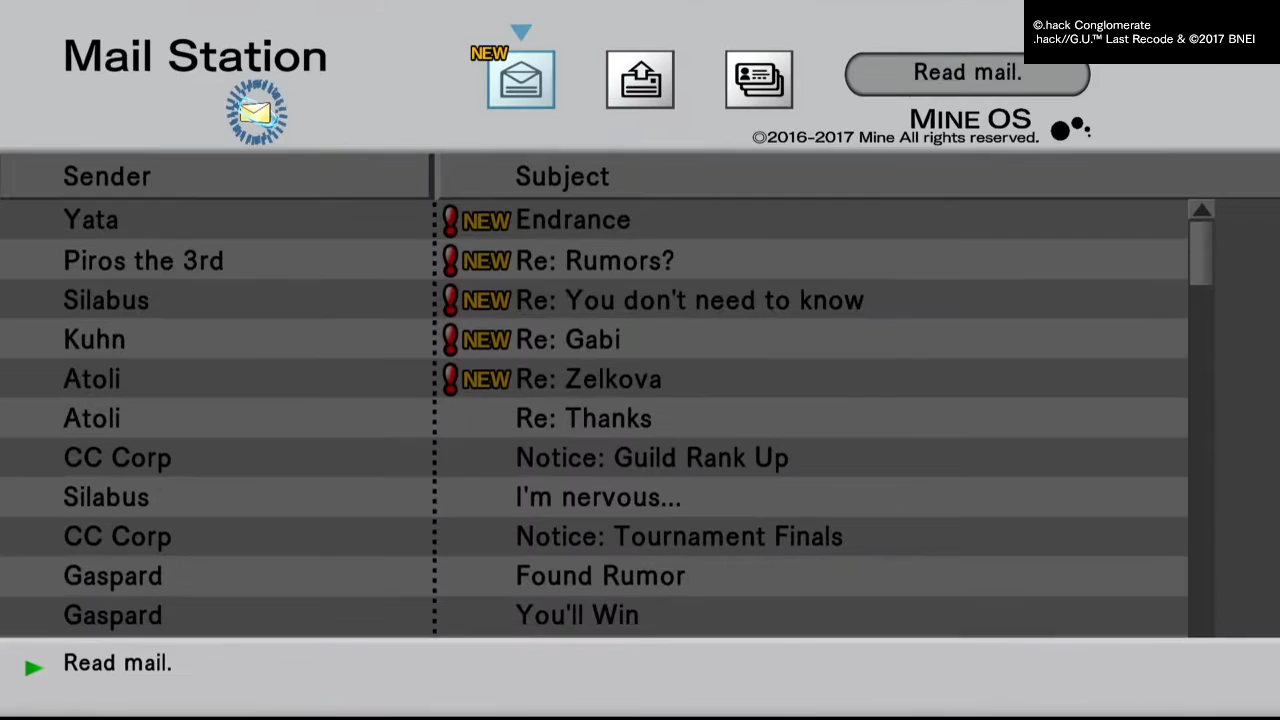 ©.hack Conglomerate
.hack//G.U.™ Last Recode & ©2017 BNEI
Mail Station
NEW
Read mail.
MINE OS
©2016-2017 Mine All rights reserved.
Sender Subject
Yata NEW Endrance
Piros the 3rd NEW Re: Rumors?
Silabus NEW Re: You don't need to know
Kuhn NEW Re: Gabi
Atoli NEW Re: Zelkova
Atoli Re: Thanks
CC Corp Notice: Guild Rank Up
Silabus I'm nervous...
CC Corp Notice: Tournament Finals
Gaspard Found Rumor
Gaspard You'll Win
Read mail.